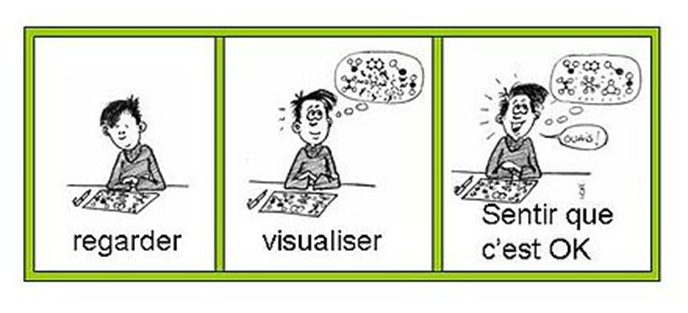 regarder
visualiser
OUAIS!
Sentir que
c'est OK